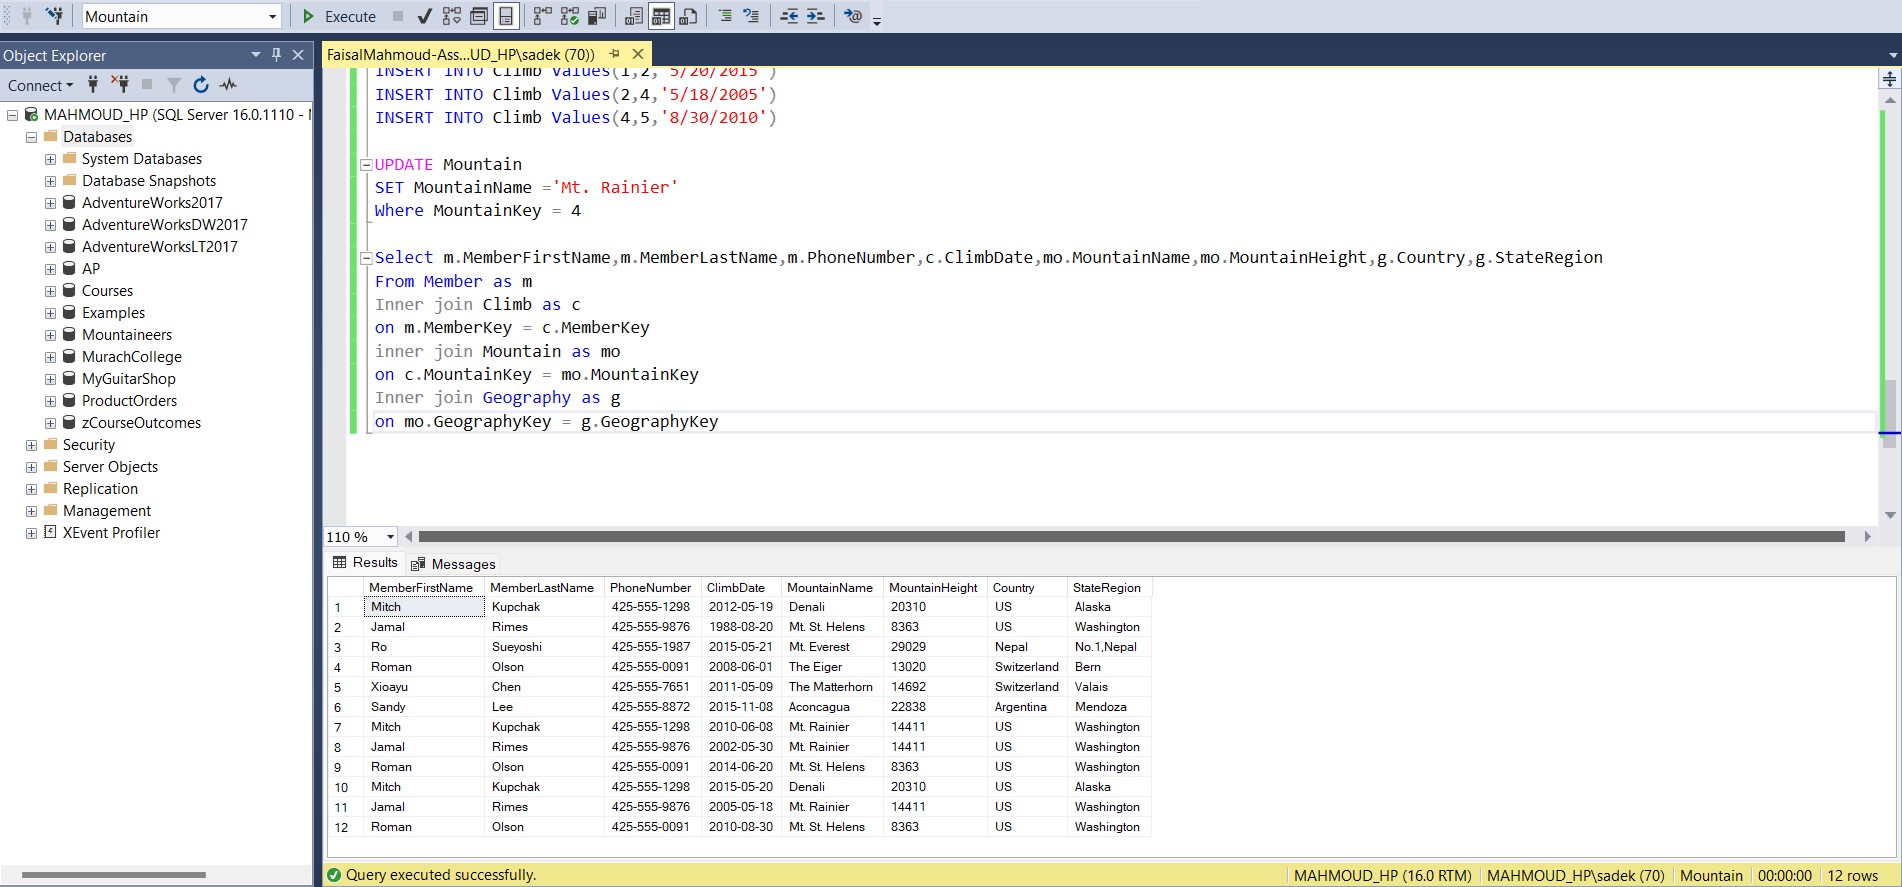 Mountain Execute
Object Explorer
Connect
MAHMOUD_HP (SQL Server 16.0.1110 -
Databases
System Databases
Database Snapshots
AdventureWorks2017
AdventureWorksDW2017
AdventureWorksLT2017
AP
Courses
Examples
Mountaineers
MurachCollege
MyGuitarShop
ProductOrders
zCourseOutcomes
Security
Server Objects
Replication
Management
XEvent Profiler
FaisalMahmoud-Ass...UD_HP\sadek (70))
INSERT INTO Climb Values(1,2,'5/20/2015')
INSERT INTO Climb Values(2,4,'5/18/2005')
INSERT INTO Climb Values(4,5,'8/30/2010')
UPDATE Mountain
SET MountainName ='Mt. Rainier'
Where MountainKey = 4
Select m.MemberFirstName,m.MemberLastName,m.PhoneNumber,c.ClimbDate,mo.MountainName,mo.MountainHeight,g.Country,g.StateRegion
From Member as m
Inner join Climb as c
on m.MemberKey = c.MemberKey
inner join Mountain as mo
on c.MountainKey = mo.MountainKey
Inner join Geography as g
on mo.GeographyKey = g.GeographyKey
110 %
Results Messages
MemberFirstName MemberLastName PhoneNumber ClimbDate MountainName MountainHeight Country StateRegion
1 Mitch Kupchak 425-555-1298 2012-05-19 Denali 20310 US Alaska
2 Jamal Rimes 425-555-9876 1988-08-20 Mt. St. Helens 8363 US Washington
3 Ro Sueyoshi 425-555-1987 2015-05-21 Mt. Everest 29029 Nepal No.1,Nepal
4 Roman Olson 425-555-0091 2008-06-01 The Eiger 13020 Switzerland Bern
5 Xioayu Chen 425-555-7651 2011-05-09 The Matterhorn 14692 Switzerland Valais
6 Sandy Lee 425-555-8872 2015-11-08 Aconcagua 22838 Argentina Mendoza
7 Mitch Kupchak 425-555-1298 2010-06-08 Mt. Rainier 14411 US Washington
8 Jamal Rimes 425-555-9876 2002-05-30 Mt. Rainier 14411 US Washington
9 Roman Olson 425-555-0091 2014-06-20 Mt. St. Helens 8363 US Washington
10 Mitch Kupchak 425-555-1298 2015-05-20 Denali 20310 US Alaska
11 Jamal Rimes 425-555-9876 2005-05-18 Mt. Rainier 14411 US Washington
12 Roman Olson 425-555-0091 2010-08-30 Mt. St. Helens 8363 US Washington
Query executed successfully. MAHMOUD_HP (16.0 RTM) MAHMOUD_HP\sadek (70) Mountain 00:00:00 12 rows